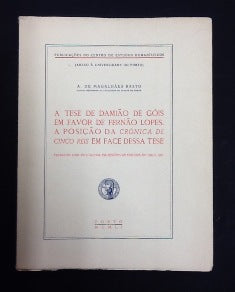 PUBLICAÇÕES DO CENTRO DE ESTUDOS HUMANÍSTICOS
(ANEXO À UNIVERSIDADE DO PORTO)
A. DE MAGALHÃES BASTO
A TESE DE DAMIÃO DE GÓIS
EM FAVOR DE FERNÃO LOPES.
A POSIÇÃO DA CRÓNICA DE
CINCO REIS EM FACE DESSA TESE
PORTO
MCMLI